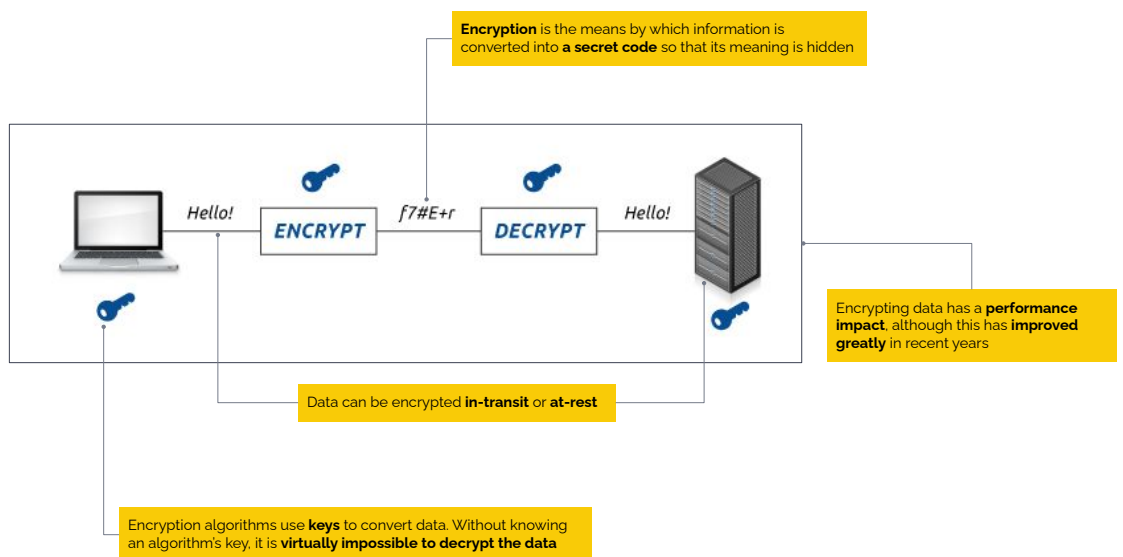 Encryption is the means by which information is
converted into a secret code so that its meaning is hidden
Hello!
ENCRYPT
f7#E+r
DECRYPT
Hello!
Encrypting data has a performance
impact, although this has improved
greatly in recent years
Data can be encrypted in-transit or at-rest
Encryption algorithms use keys to convert data. Without knowing
an algorithm's key, it is virtually impossible to decrypt the data